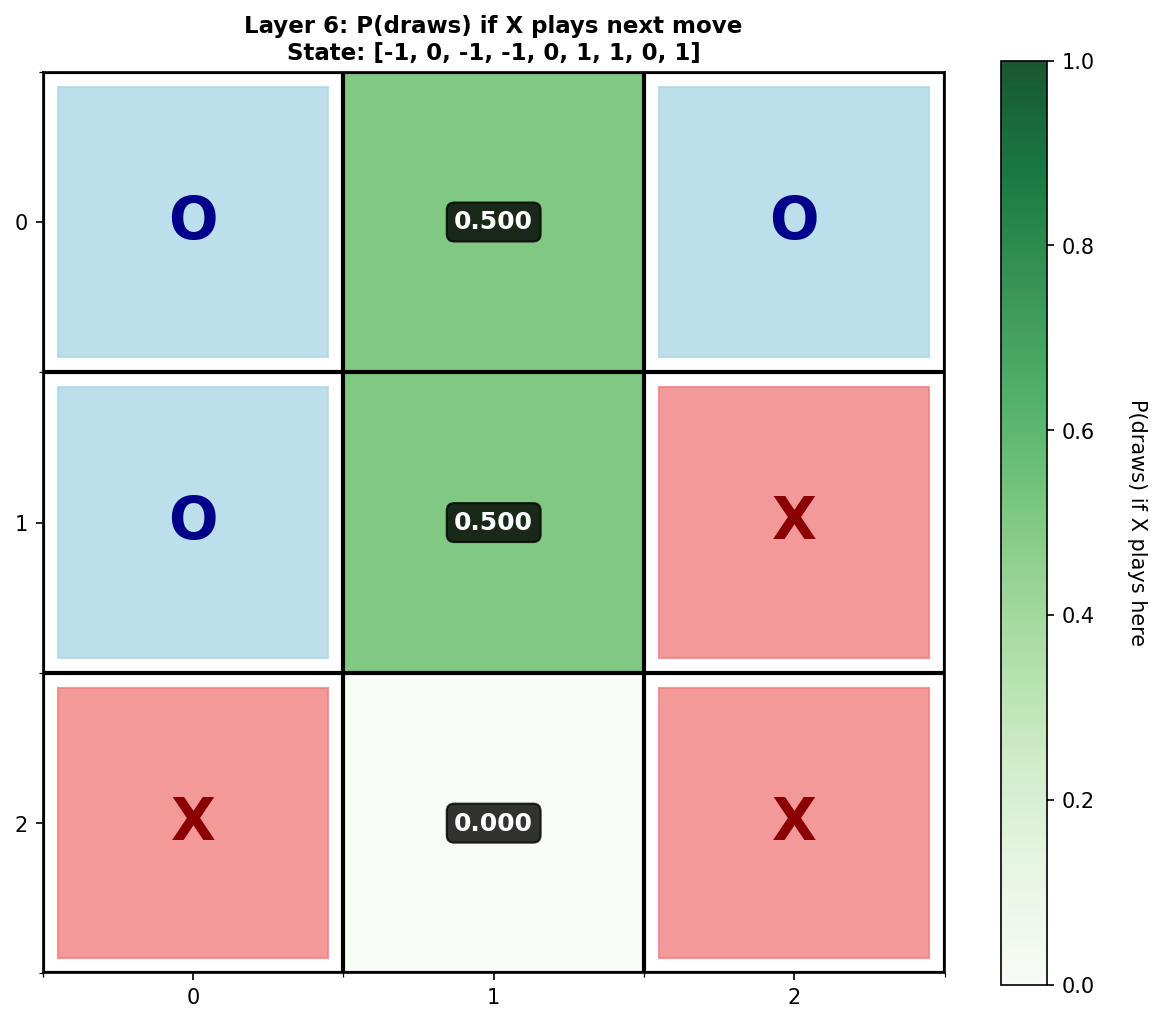 Layer 6: P(draws) if X plays next move
State: [-1, 0, -1, -1, 0, 1, 1, 0, 1]
0
O
0.500
O
1
O
0.500
X
2
X
0.000
X
0
1
2
1.0
0.8
0.6
0.4
0.2
0.0
P(draws) if X plays here